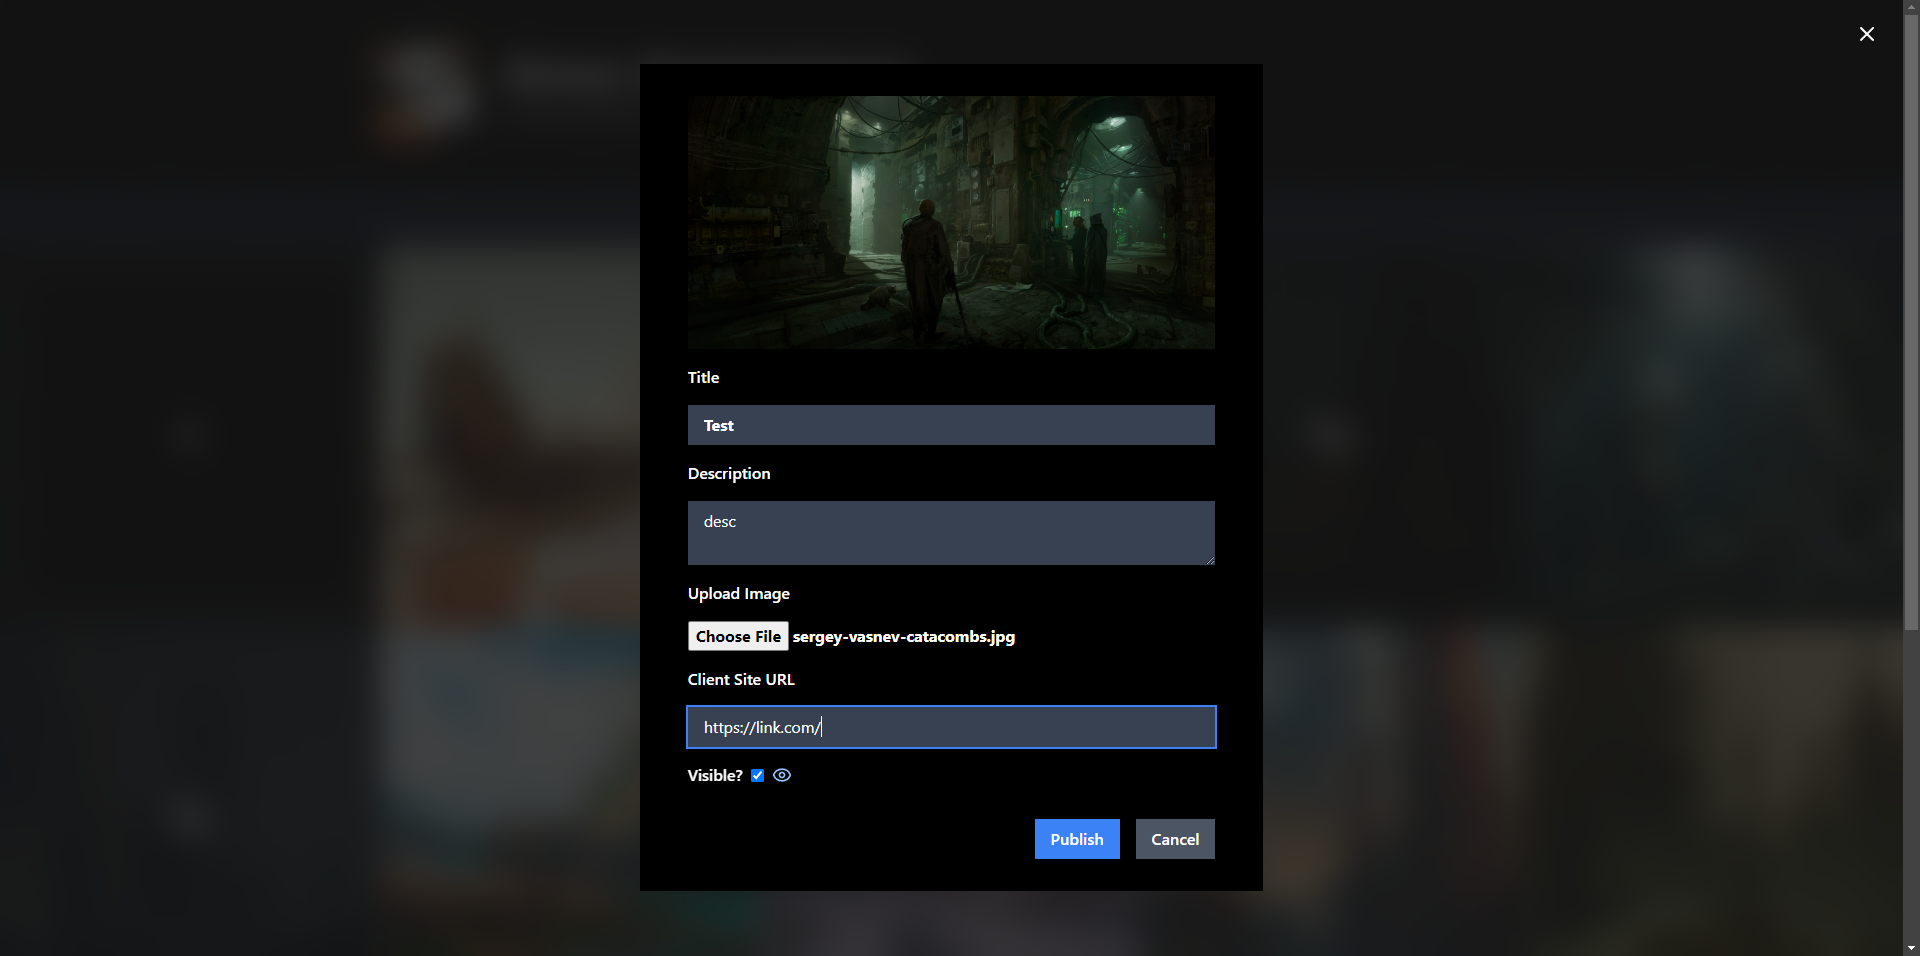 Title
Test
Description
desc
Upload Image
Choose File sergey-vasnev-catacombs.jpg
Client Site URL
https://link.com/
Visible?
Publish Cancel